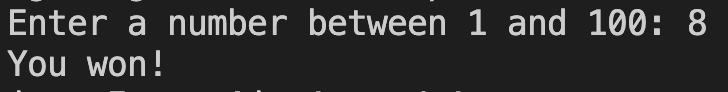 Enter a number between 1 and 100: 8
You won!